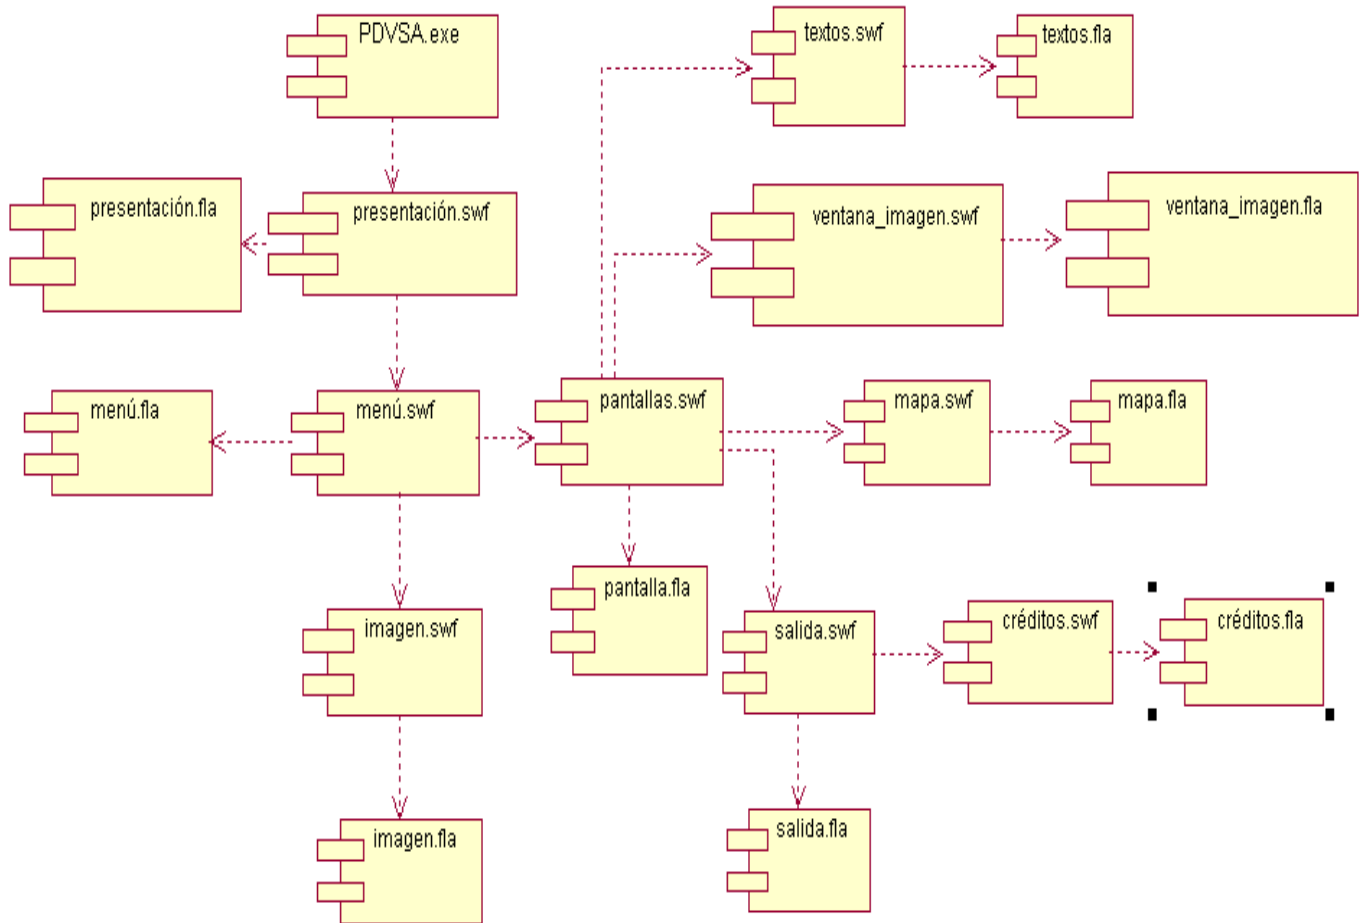 PDVSA.exe
textos.swf
textos.fla
presentación.fla
presentación.swf
ventana_imagen.swf
ventana_imagen.fla
menú.fla
menú.swf
pantallas.swf
mapa.swf
mapa.fla
pantalla.fla
imagen.swf
salida.swf
créditos.swf
créditos.fla
imagen.fla
salida.fla